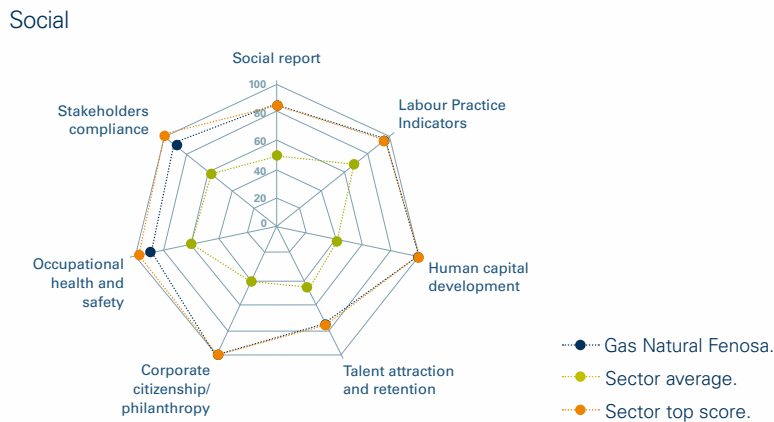 Social
Social report
100
80
60
40
20
0
Labour Practice
Indicators
Stakeholders
compliance
Human capital
development
Occupational
health and
safety
Talent attraction
and retention
Corporate
citizenship/
philanthropy
Gas Natural Fenosa.
Sector average.
Sector top score.